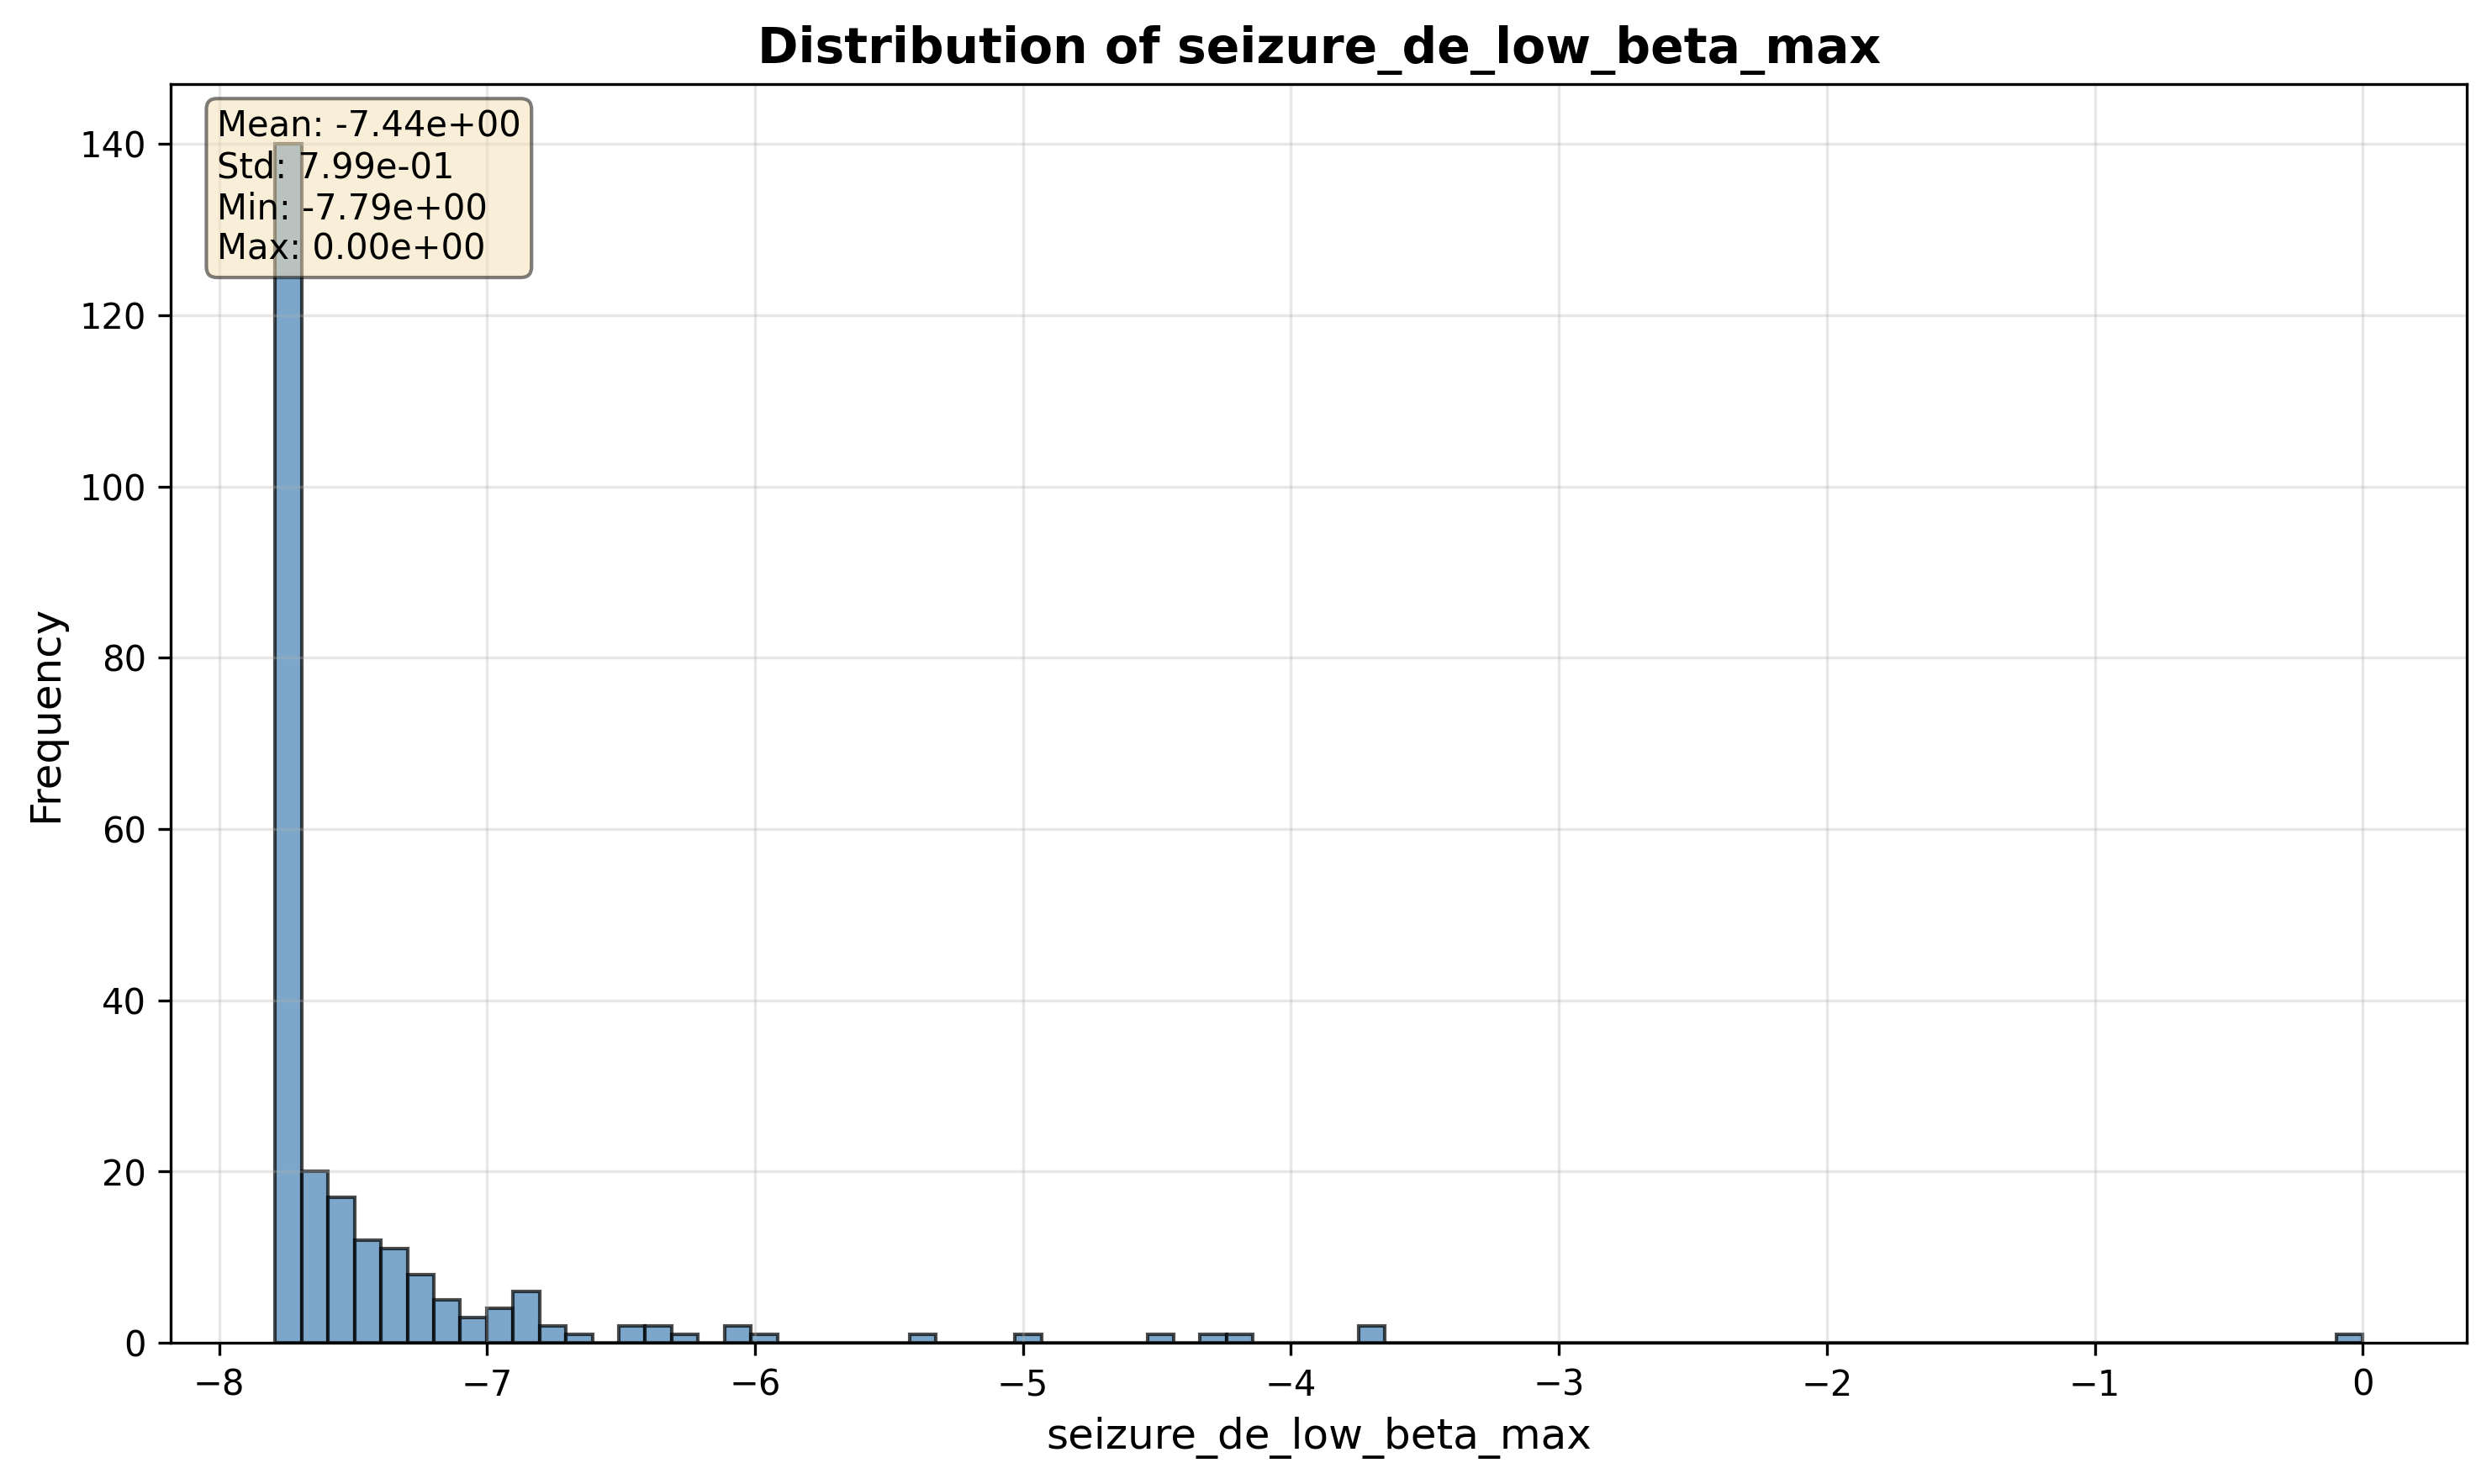 Distribution of seizure_de_low_beta_max
Mean: -7.44e+00
Std: 7.99e-01
Min: -7.79e+00
Max: 0.00e+00
140
120
100
80
60
40
20
0
Frequency
−8 −7 −6 −5 −4 −3 −2 −1 0
seizure_de_low_beta_max